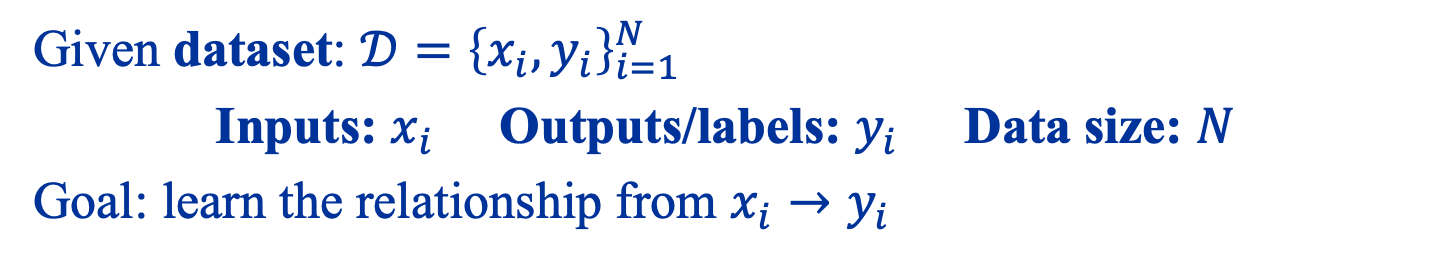 Given dataset: 𝒟 = {xᵢ, yᵢ}ᵢ₌₁ᴺ
Inputs: xᵢ Outputs/labels: yᵢ Data size: N
Goal: learn the relationship from xᵢ → yᵢ